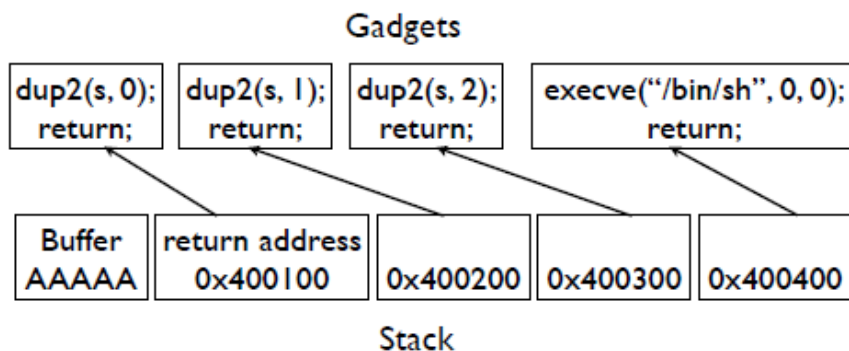 Gadgets
dup2(s, 0);
return;
dup2(s, 1);
return;
dup2(s, 2);
return;
execve(“/bin/sh”, 0, 0);
return;
Buffer
AAAAA
return address
0x400100
0x400200
0x400300
0x400400
Stack